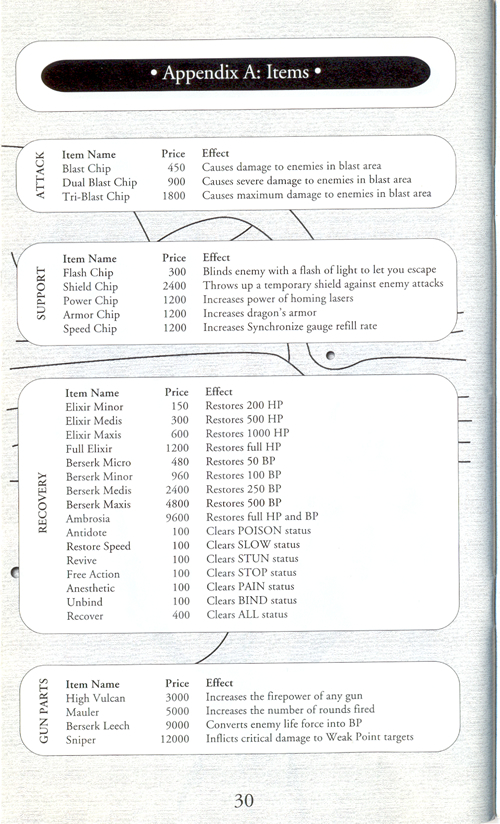 • Appendix A: Items •
ATTACK
Item Name Price Effect
Blast Chip 450 Causes damage to enemies in blast area
Dual Blast Chip 900 Causes severe damage to enemies in blast area
Tri-Blast Chip 1800 Causes maximum damage to enemies in blast area
SUPPORT
Item Name Price Effect
Flash Chip 300 Blinds enemy with a flash of light to let you escape
Shield Chip 2400 Throws up a temporary shield against enemy attacks
Power Chip 1200 Increases power of homing lasers
Armor Chip 1200 Increases dragon's armor
Speed Chip 1200 Increases Synchronize gauge refill rate
RECOVERY
Item Name Price Effect
Elixir Minor 150 Restores 200 HP
Elixir Medis 300 Restores 500 HP
Elixir Maxis 600 Restores 1000 HP
Full Elixir 1200 Restores full HP
Berserk Micro 480 Restores 50 BP
Berserk Minor 960 Restores 100 BP
Berserk Medis 2400 Restores 250 BP
Berserk Maxis 4800 Restores 500 BP
Ambrosia 9600 Restores full HP and BP
Antidote 100 Clears POISON status
Restore Speed 100 Clears SLOW status
Revive 100 Clears STUN status
Free Action 100 Clears STOP status
Anesthetic 100 Clears PAIN status
Unbind 100 Clears BIND status
Recover 400 Clears ALL status
GUN PARTS
Item Name Price Effect
High Vulcan 3000 Increases the firepower of any gun
Mauler 5000 Increases the number of rounds fired
Berserk Leech 9000 Converts enemy life force into BP
Sniper 12000 Inflicts critical damage to Weak Point targets
30